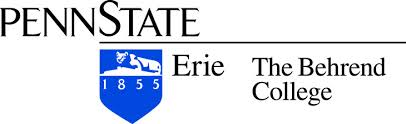 PENNSTATE
1855
Erie The Behrend
College